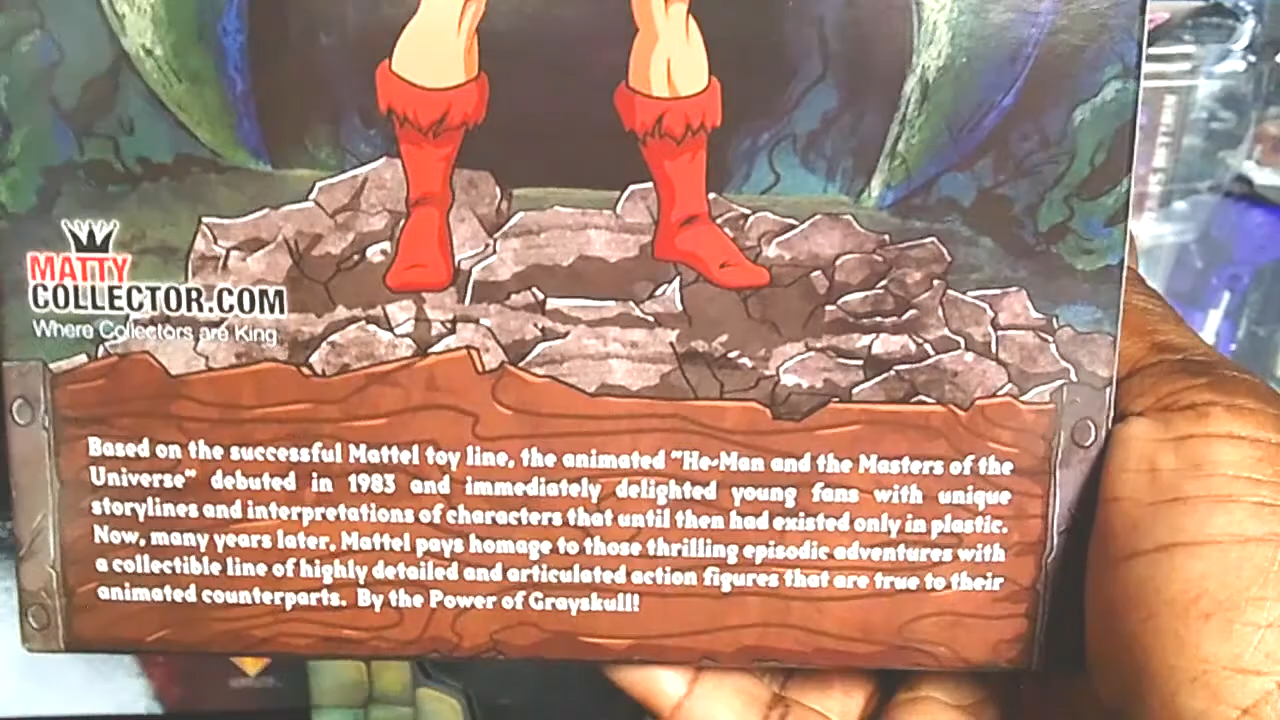 MATTY
COLLECTOR.COM
Where Collectors are King
Based on the successful Mattel toy line, the animated "He-Man and the Masters of the
Universe" debuted in 1983 and immediately delighted young fans with unique
storylines and interpretations of characters that until then had existed only in plastic.
Now, many years later, Mattel pays homage to those thrilling episodic adventures with
a collectible line of highly detailed and articulated action figures that are true to their
animated counterparts. By the Power of Grayskull!